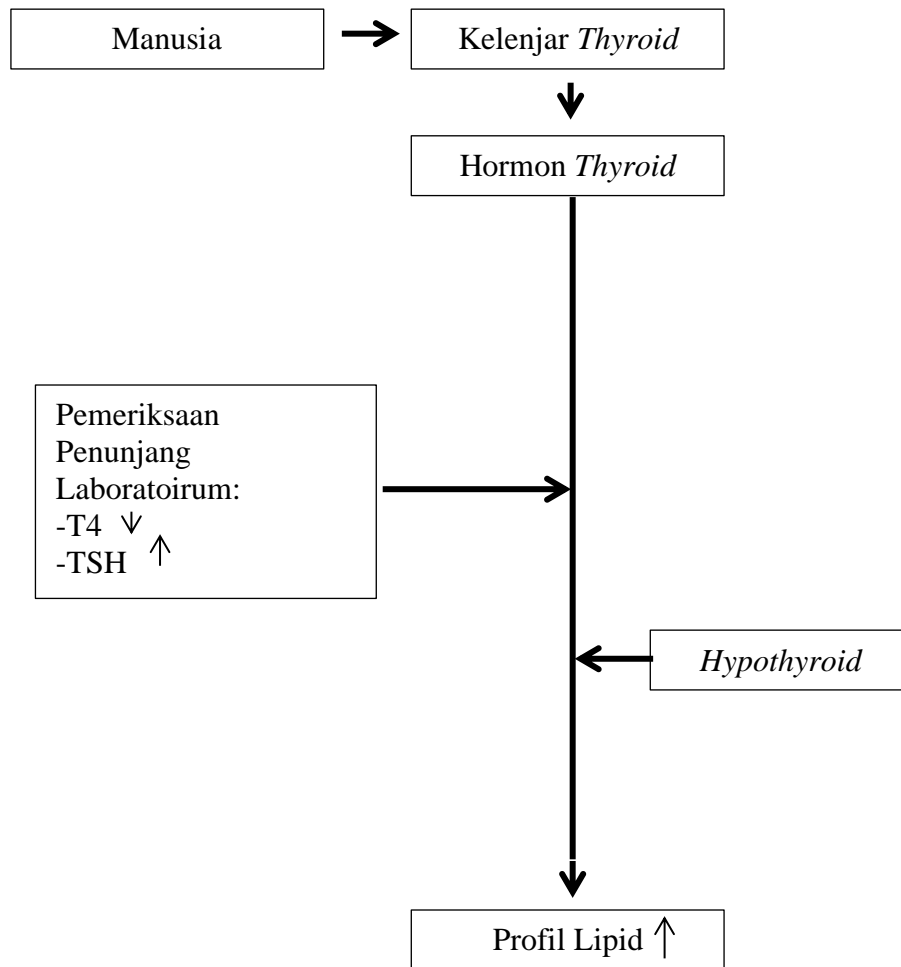 Manusia
Kelenjar Thyroid
Hormon Thyroid
Pemeriksaan
Penunjang
Laboratoirum:
-T4 ↓
-TSH ↑
Hypothyroid
Profil Lipid ↑